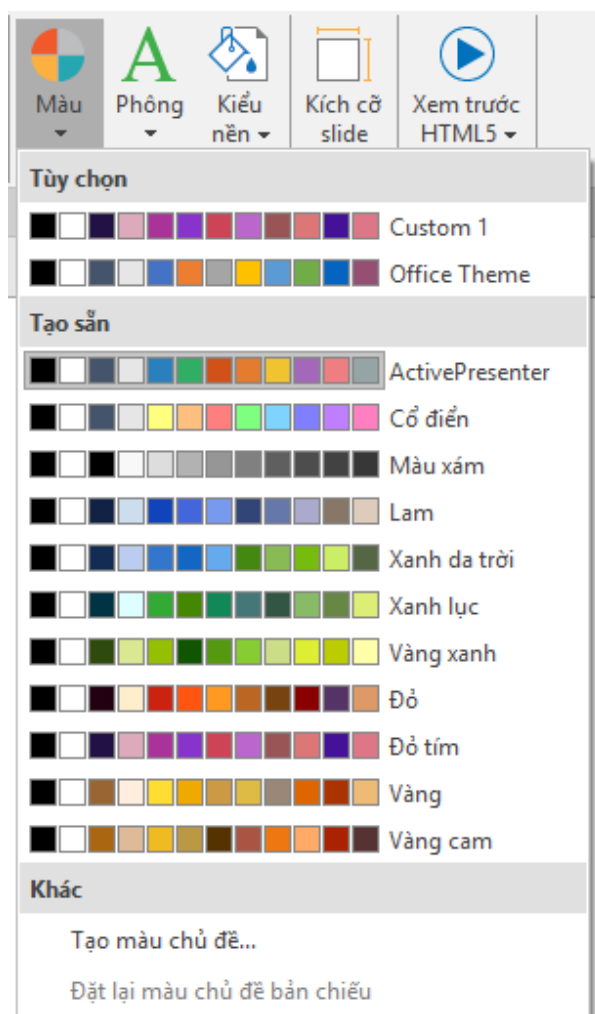 Màu
Phông
Kiểu nền
Kích cỡ slide
Xem trước HTML5
Tùy chọn
Custom 1
Office Theme
Tạo sẵn
ActivePresenter
Cổ điển
Màu xám
Lam
Xanh da trời
Xanh lục
Vàng xanh
Đỏ
Đỏ tím
Vàng
Vàng cam
Khác
Tạo màu chủ đề...
Đặt lại màu chủ đề bản chiếu